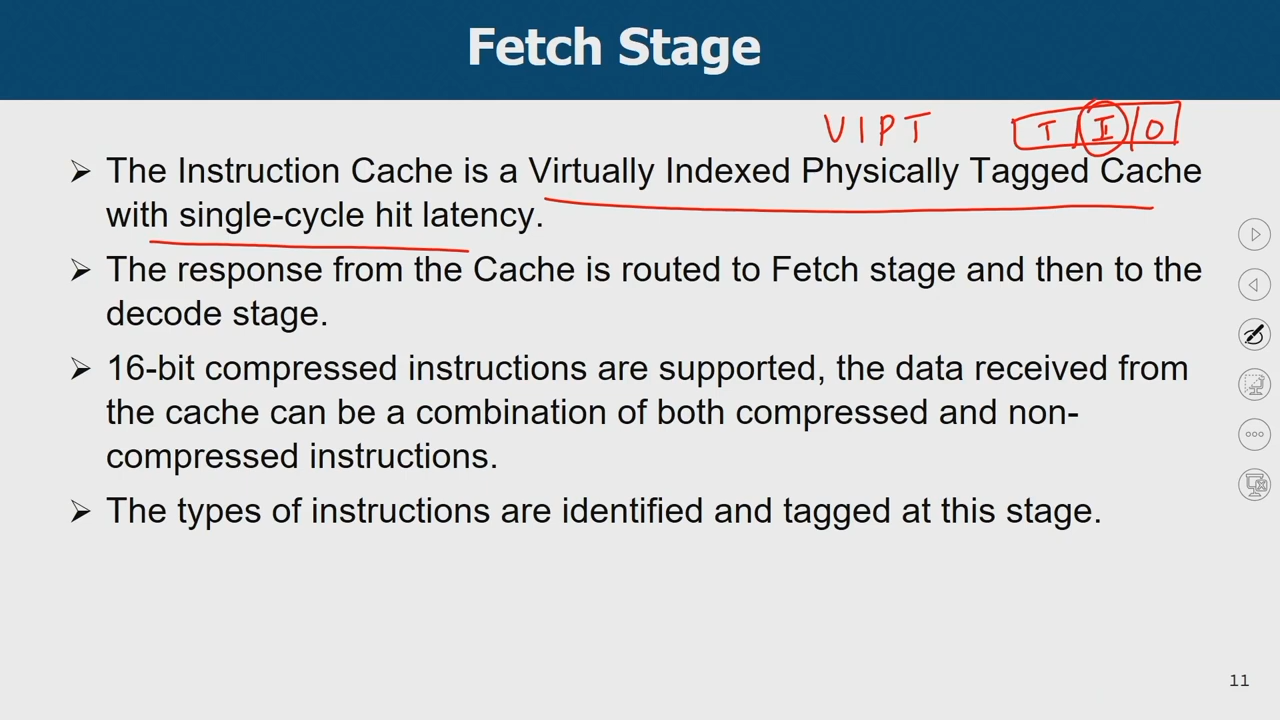 Fetch Stage
VIPT T I O
➢ The Instruction Cache is a Virtually Indexed Physically Tagged Cache
with single-cycle hit latency.
➢ The response from the Cache is routed to Fetch stage and then to the
decode stage.
➢ 16-bit compressed instructions are supported, the data received from
the cache can be a combination of both compressed and non-
compressed instructions.
➢ The types of instructions are identified and tagged at this stage.
11